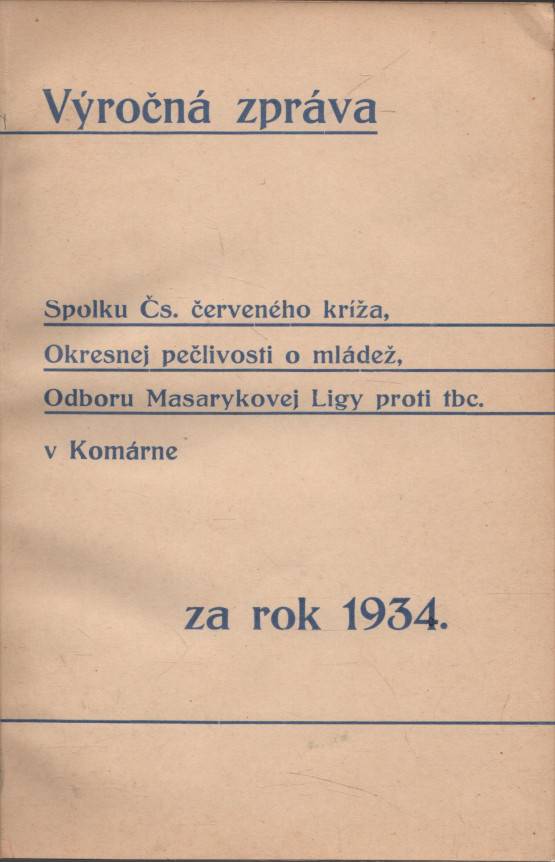 Výročná zpráva
Spolku Čs. červeného kríža,
Okresnej pečlivosti o mládež,
Odboru Masarykovej Ligy proti tbc.
v Komárne
za rok 1934.